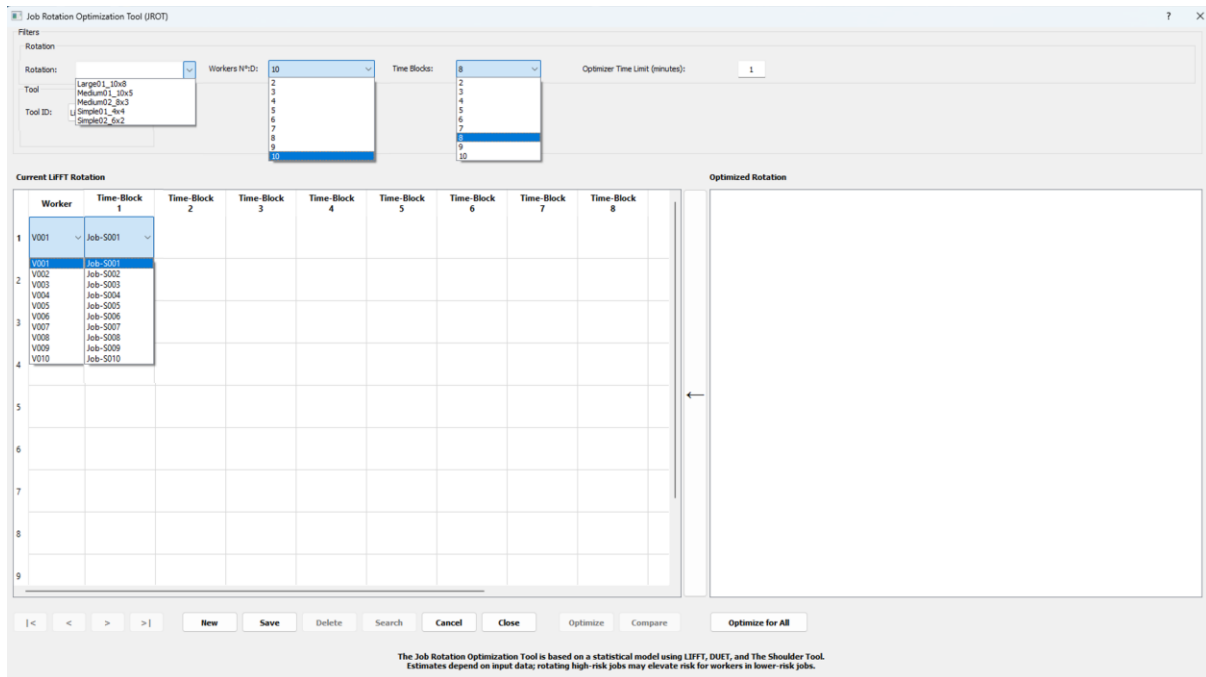 Job Rotation Optimization Tool (JROT)
? ×
Filters
Rotation
Rotation:
Workers N°:D: 10
Time Blocks: 8
Optimizer Time Limit (minutes): 1
Large01_10x8
Medium01_10x5
Medium02_8x3
Simple01_4x4
Simple02_6x2
2
3
4
5
6
7
8
9
10
2
3
4
5
6
7
8
9
10
Tool
Tool ID:
Current LiFFT Rotation
Optimized Rotation
Worker Time-Block 1 Time-Block 2 Time-Block 3 Time-Block 4 Time-Block 5 Time-Block 6 Time-Block 7 Time-Block 8
1 V001 Job-S001
V001 Job-S001
V002 Job-S002
V003 Job-S003
V004 Job-S004
V005 Job-S005
V006 Job-S006
V007 Job-S007
V008 Job-S008
V009 Job-S009
V010 Job-S010
2
3
4
5
6
7
8
9
←
|< < > >| New Save Delete Search Cancel Close Optimize Compare Optimize for All
The Job Rotation Optimization Tool is based on a statistical model using LIFFT, DUET, and The Shoulder Tool.
Estimates depend on input data; rotating high-risk jobs may elevate risk for workers in lower-risk jobs.